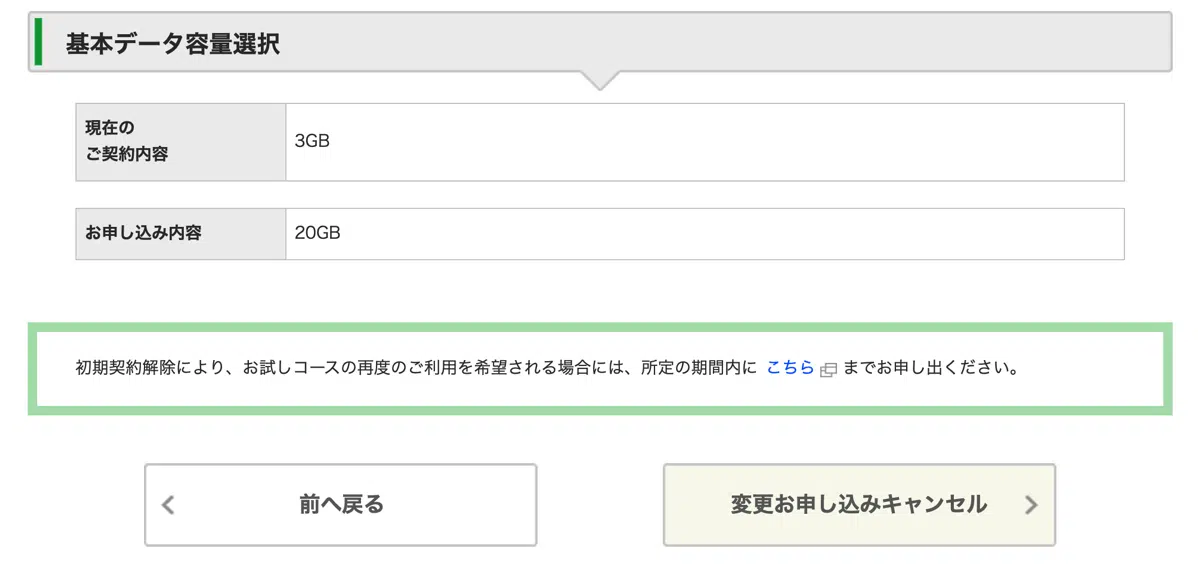 基本データ容量選択
現在の
ご契約内容
3GB
お申し込み内容
20GB
初期契約解除により、お試しコースの再度のご利用を希望される場合には、所定の期間内に こちら までお申し出ください。
前へ戻る
変更お申し込みキャンセル